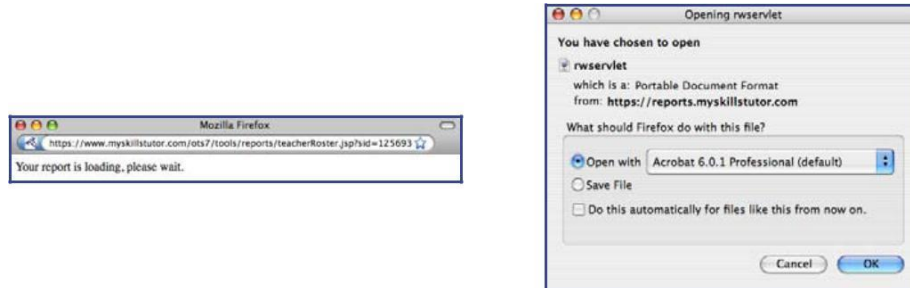 Mozilla Firefox
https://www.myskillstutor.com/ots7/tools/reports/teacherRoster.jsp?sid=125693
Your report is loading, please wait.
Opening rwservlet
You have chosen to open
rwservlet
which is a: Portable Document Format
from: https://reports.myskillstutor.com
What should Firefox do with this file?
Open with Acrobat 6.0.1 Professional (default)
Save File
Do this automatically for files like this from now on.
Cancel OK